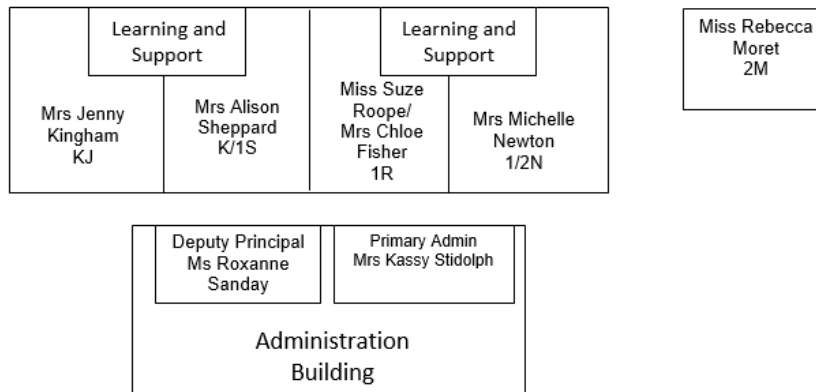 Learning and
Support
Learning and
Support
Miss Rebecca
Moret
2M
Mrs Jenny
Kingham
KJ
Mrs Alison
Sheppard
K/1S
Miss Suze
Roope/
Mrs Chloe
Fisher
1R
Mrs Michelle
Newton
1/2N
Deputy Principal
Ms Roxanne
Sanday
Primary Admin
Mrs Kassy Stidolph
Administration
Building